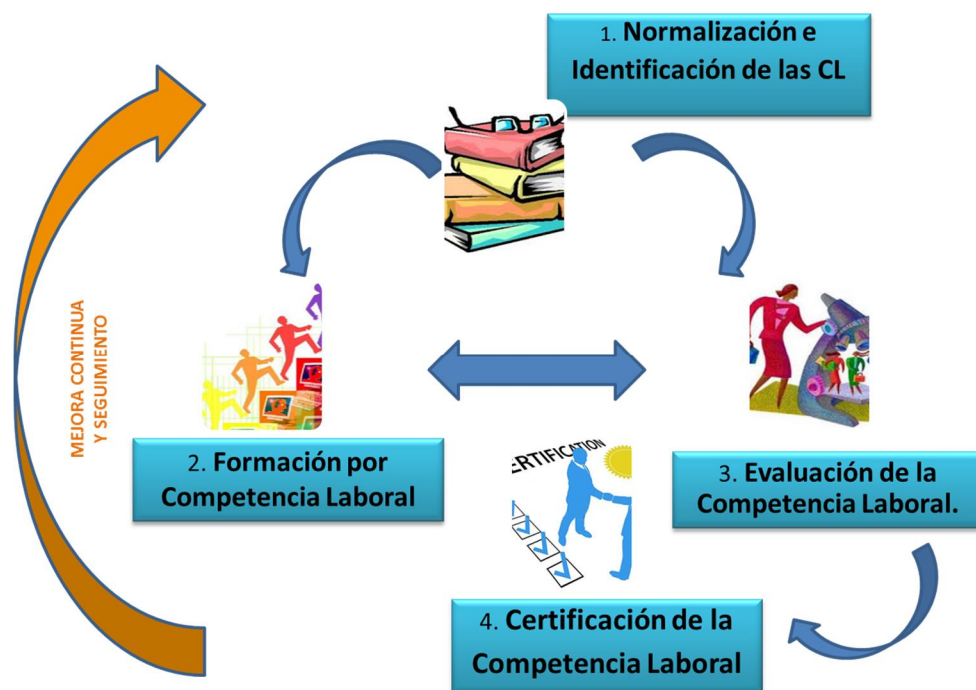 1. Normalización e
Identificación de las CL
MEJORA CONTINUA
Y SEGUIMIENTO
2. Formación por
Competencia Laboral
3. Evaluación de la
Competencia Laboral.
ERTIFICATION
4. Certificación de la
Competencia Laboral